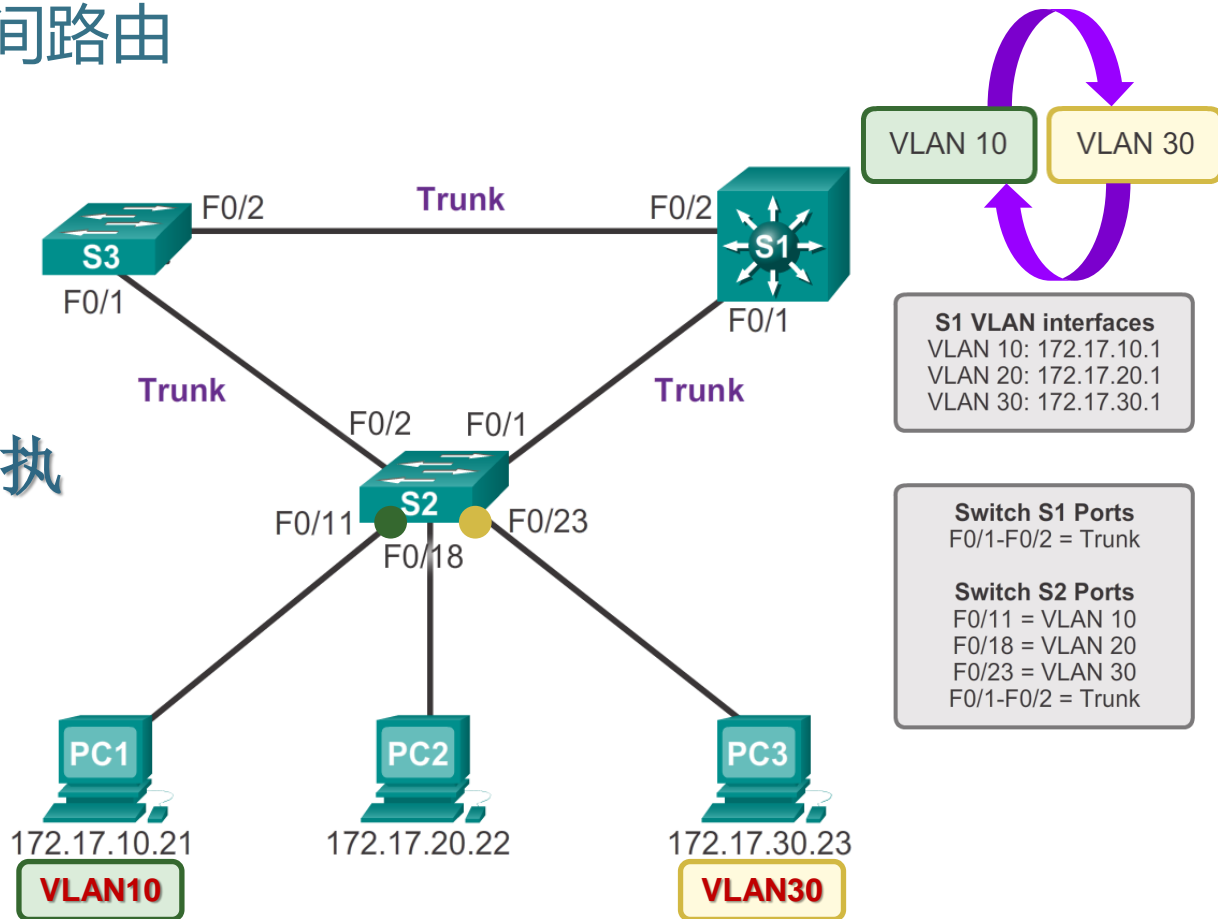 间路由
VLAN 10
VLAN 30
F0/2
Trunk
F0/2
S3
S1
F0/1
F0/1
S1 VLAN interfaces
VLAN 10: 172.17.10.1
VLAN 20: 172.17.20.1
VLAN 30: 172.17.30.1
Trunk
Trunk
F0/2
F0/1
执
S2
F0/11
F0/23
F0/18
Switch S1 Ports
F0/1-F0/2 = Trunk
Switch S2 Ports
F0/11 = VLAN 10
F0/18 = VLAN 20
F0/23 = VLAN 30
F0/1-F0/2 = Trunk
PC1
PC2
PC3
172.17.10.21
172.17.20.22
172.17.30.23
VLAN10
VLAN30